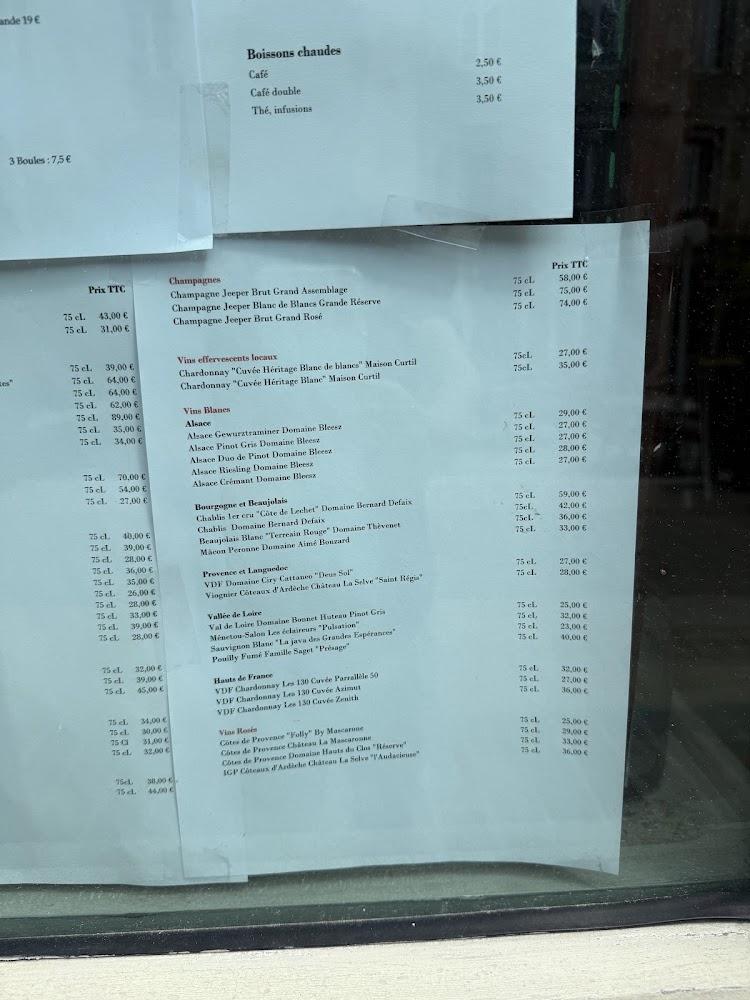 ande 19 €
3 Boules : 7,5 €
Boissons chaudes
Café 2,50 €
Café double 3,50 €
Thé, infusions 3,50 €
Prix TTC
75 cL 43,00 €
75 cL 31,00 €
75 cL 39,00 €
tes" 75 cL 64,00 €
75 cL 64,00 €
75 cL 62,00 €
75 cL 89,00 €
75 cL 35,00 €
75 cL 34,00 €
75 cL 70,00 €
75 cL 54,00 €
75 cL 27,00 €
75 cL 40,00 €
75 cL 39,00 €
75 cL 28,00 €
75 cL 36,00 €
75 cL 35,00 €
75 cL 26,00 €
75 cL 28,00 €
75 cL 33,00 €
75 cL 39,00 €
75 cL 28,00 €
75 cL 32,00 €
75 cL 39,00 €
75 cL 45,00 €
75 cL 34,00 €
75 cL 30,00 €
75 Cl 31,00 €
75 cL 32,00 €
75cL 38,00 €
75 cL 44,00 €
Prix TTC
Champagnes
Champagne Jeeper Brut Grand Assemblage 75 cL 58,00 €
Champagne Jeeper Blanc de Blancs Grande Réserve 75 cL 75,00 €
Champagne Jeeper Brut Grand Rosé 75 cL 74,00 €
Vins effervescents locaux
Chardonnay "Cuvée Héritage Blanc de blancs" Maison Curtil 75cL 27,00 €
Chardonnay "Cuvée Héritage Blanc" Maison Curtil 75cL 35,00 €
Vins Blancs
Alsace
Alsace Gewurztraminer Domaine Bleesz 75 cL 29,00 €
Alsace Pinot Gris Domaine Bleesz 75 cL 27,00 €
Alsace Duo de Pinot Domaine Bleesz 75 cL 27,00 €
Alsace Riesling Domaine Bleesz 75 cL 28,00 €
Alsace Crémant Domaine Bleesz 75 cL 27,00 €
Bourgogne et Beaujolais
Chablis 1er cru "Côte de Lechet" Domaine Bernard Defaix 75 cL 59,00 €
Chablis Domaine Bernard Defaix 75cL 42,00 €
Beaujolais Blanc "Terreain Rouge" Domaine Thévenet 75cL 36,00 €
Mâcon Peronne Domaine Aimé Bonzard 75 cL 33,00 €
Provence et Languedoc
VDF Domaine Ciry Cattaneo "Deus Sol" 75 cL 27,00 €
Viognier Côteaux d'Ardèche Château La Selve "Saint Régis" 75 cL 28,00 €
Vallée de Loire
Val de Loire Domaine Bonnet Huteau Pinot Gris 75 cL 25,00 €
Ménetou-Salon Les éclaireurs "Pulsation" 75 cL 32,00 €
Sauvignon Blanc "La java des Grandes Espérances" 75 cL 23,00 €
Pouilly Fumé Famille Saget "Présage" 75 cL 40,00 €
Hauts de France
VDF Chardonnay Les 130 Cuvée Parrallèle 50 75 cL 32,00 €
VDF Chardonnay Les 130 Cuvée Azimut 75 cL 27,00 €
VDF Chardonnay Les 130 Cuvée Zenith 75 cL 36,00 €
Vins Rosés
Côtes de Provence "Folly" By Mascarone 75 cL 25,00 €
Côtes de Provence Château La Mascaronne 75 cL 29,00 €
Côtes de Provence Domaine Hauts du Clos "Réserve" 75 cL 33,00 €
IGP Côteaux d'Ardèche Château La Selve "l'Audacieuse" 75 cL 36,00 €